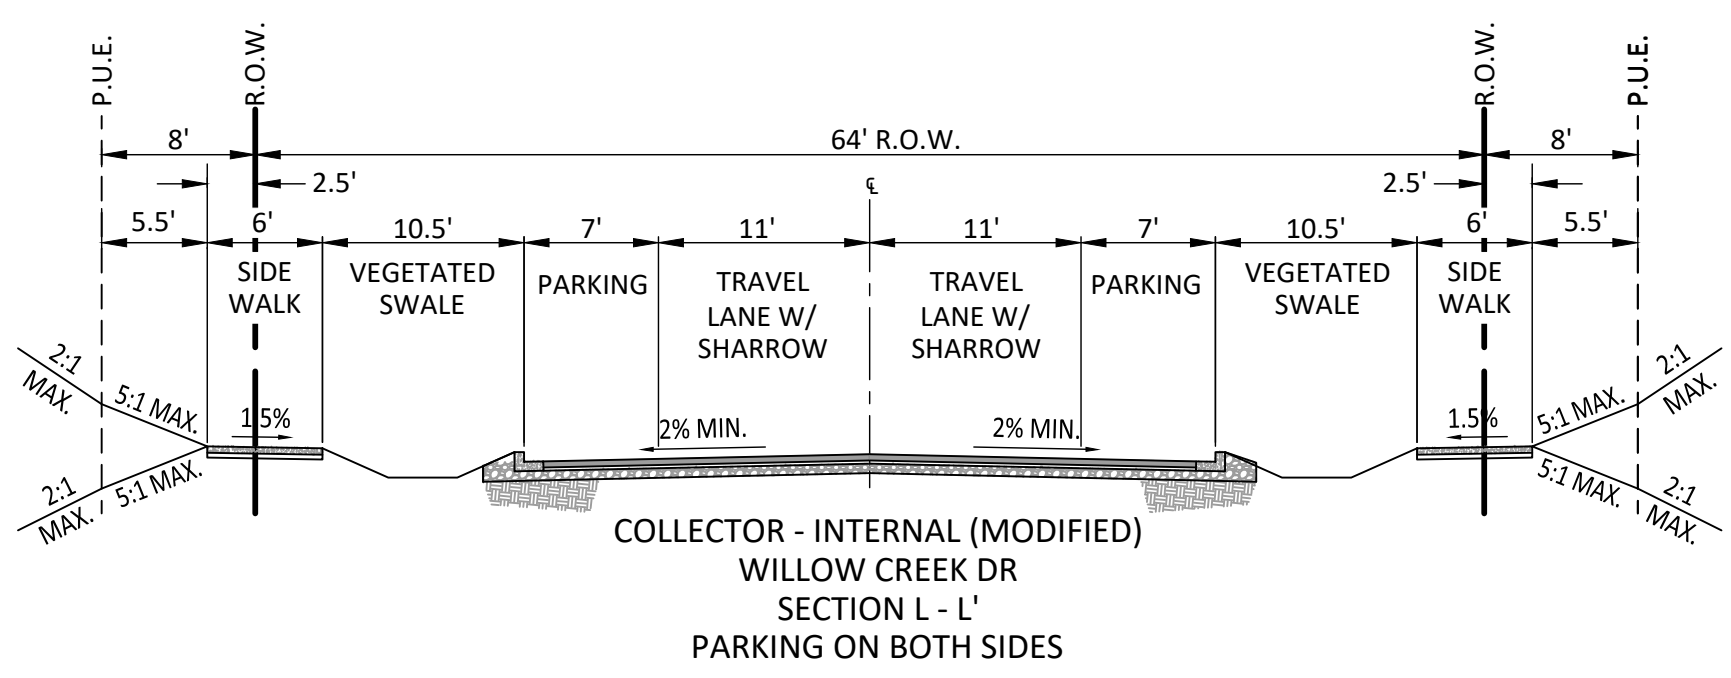 P.U.E.
R.O.W.
R.O.W.
P.U.E.
8'
64' R.O.W.
8'
2.5'
℄
2.5'
5.5'
6'
10.5'
7'
11'
11'
7'
10.5'
6'
5.5'
SIDE
WALK
VEGETATED
SWALE
PARKING
TRAVEL
LANE W/
SHARROW
TRAVEL
LANE W/
SHARROW
PARKING
VEGETATED
SWALE
SIDE
WALK
2:1
MAX.
5:1 MAX.
1.5%
2% MIN.
2% MIN.
1.5%
5:1 MAX.
2:1
MAX.
2:1
MAX.
5:1 MAX.
5:1 MAX.
2:1
MAX.
COLLECTOR - INTERNAL (MODIFIED)
WILLOW CREEK DR
SECTION L - L'
PARKING ON BOTH SIDES